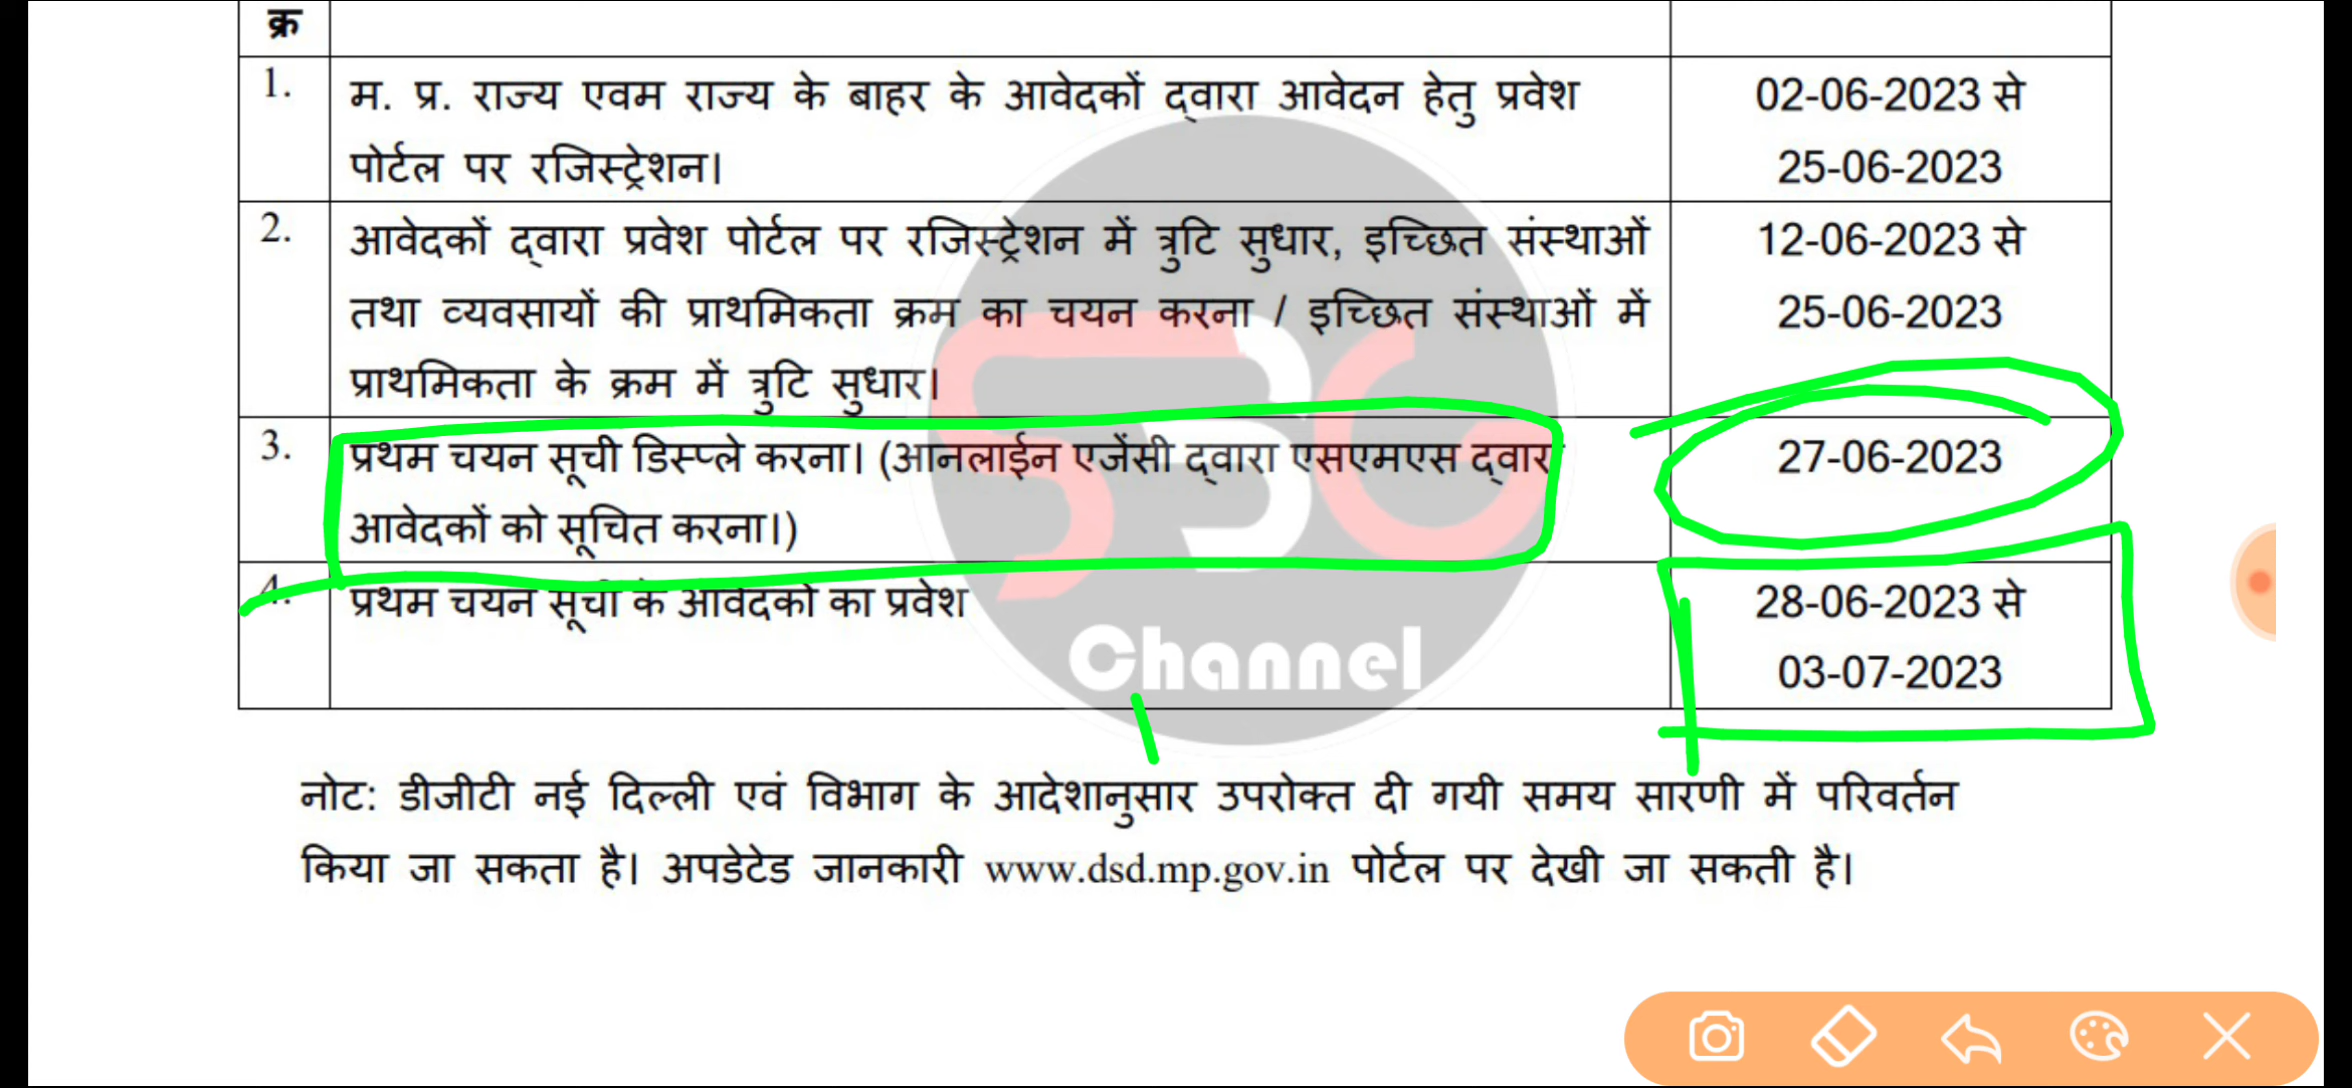 क्र
1.
म. प्र. राज्य एवम राज्य के बाहर के आवेदकों द्वारा आवेदन हेतु प्रवेश
पोर्टल पर रजिस्ट्रेशन।
02-06-2023 से
25-06-2023
2.
आवेदकों द्वारा प्रवेश पोर्टल पर रजिस्ट्रेशन में त्रुटि सुधार, इच्छित संस्थाओं
तथा व्यवसायों की प्राथमिकता क्रम का चयन करना / इच्छित संस्थाओं में
प्राथमिकता के क्रम में त्रुटि सुधार।
12-06-2023 से
25-06-2023
3.
प्रथम चयन सूची डिस्प्ले करना। (आनलाईन एजेंसी द्वारा एसएमएस द्वारा
आवेदकों को सूचित करना।)
27-06-2023
4.
प्रथम चयन सूची के आवेदको का प्रवेश
28-06-2023 से
03-07-2023
SBC
Channel
नोट: डीजीटी नई दिल्ली एवं विभाग के आदेशानुसार उपरोक्त दी गयी समय सारणी में परिवर्तन
किया जा सकता है। अपडेटेड जानकारी www.dsd.mp.gov.in पोर्टल पर देखी जा सकती है।